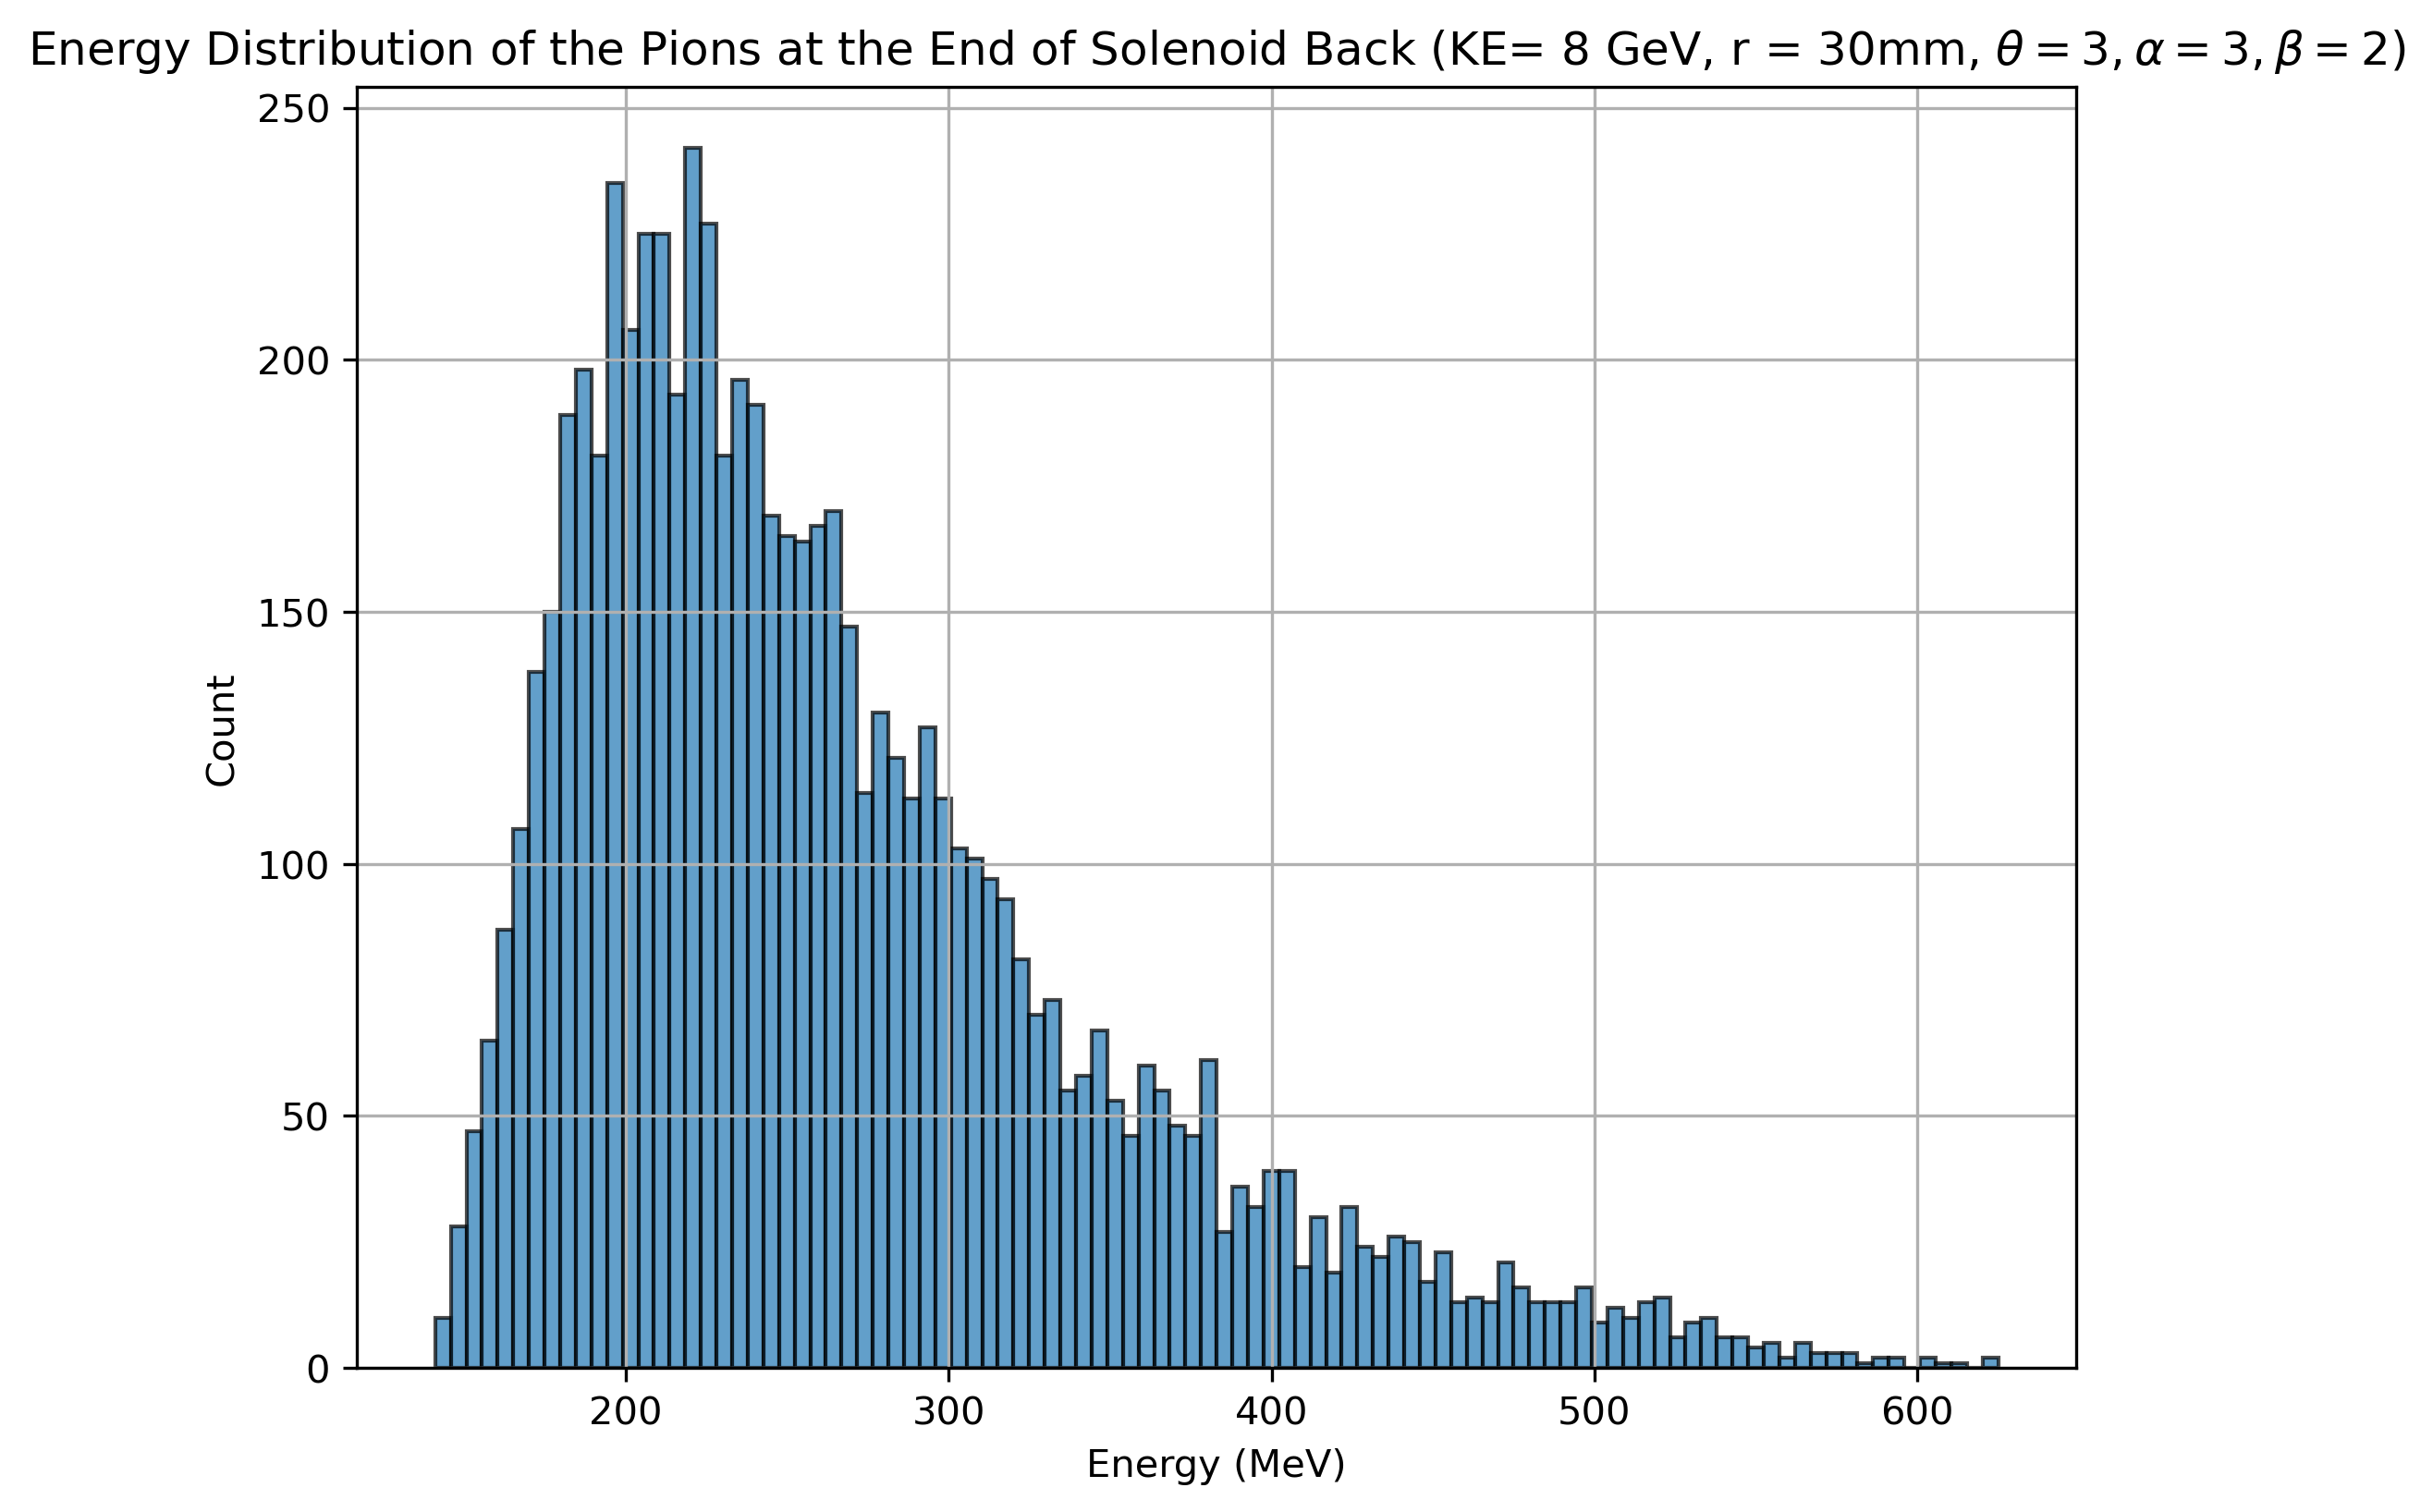 Energy Distribution of the Pions at the End of Solenoid Back (KE= 8 GeV, r = 30mm, θ = 3, α = 3, β = 2)
250
200
150
100
50
0
Count
200 300 400 500 600
Energy (MeV)